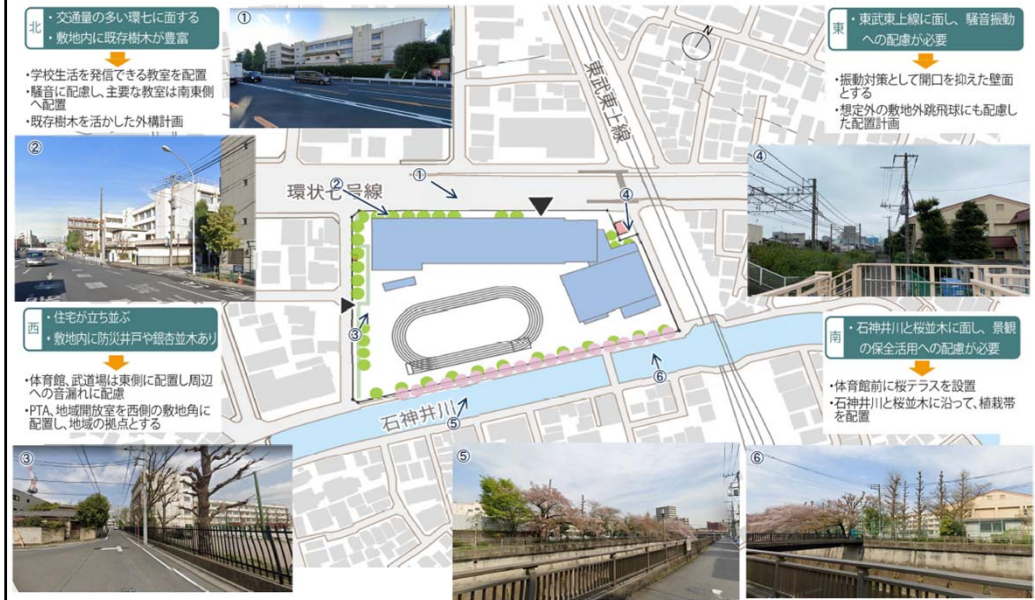 北
・交通量の多い環七に面する
・敷地内に既存樹木が豊富
・学校生活を発信できる教室を配置
・騒音に配慮し、主要な教室は南東側
へ配置
・既存樹木を活かした外構計画
①
N
東
・東武東上線に面し、騒音振動
への配慮が必要
・振動対策として開口を抑えた壁面
とする
・想定外の敷地外跳飛球にも配慮し
た配置計画
②
東武東上線
④
環状七号線
①
②
④
③
⑥
石神井川
⑤
西
・住宅が立ち並ぶ
・敷地内に防災井戸や銀杏並木あり
・体育館、武道場は東側に配置し周辺
への音漏れに配慮
・PTA、地域開放室を西側の敷地角に
配置し、地域の拠点とする
南
・石神井川と桜並木に面し、景観
の保全活用への配慮が必要
・体育館前に桜テラスを設置
・石神井川と桜並木に沿って、植栽帯
を配置
③
⑤
⑥